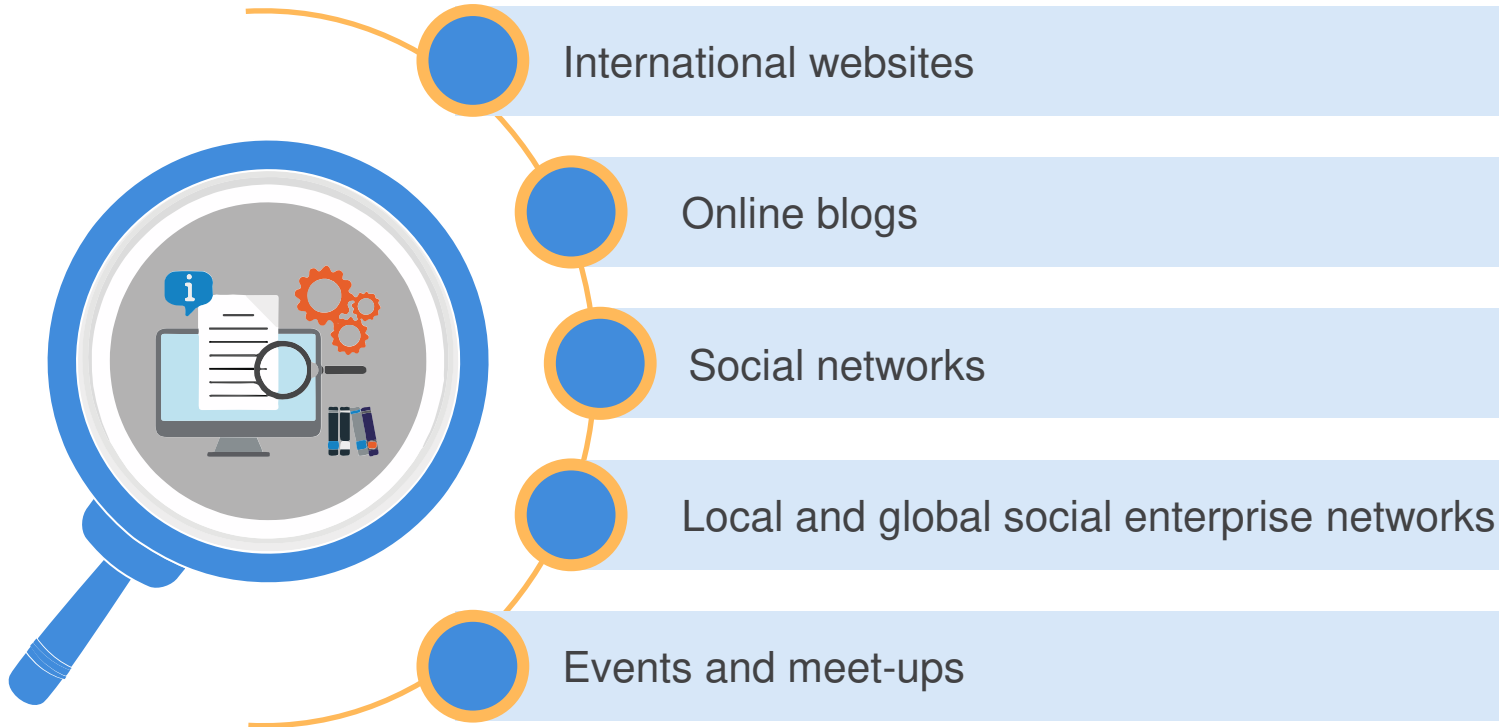 International websites
Online blogs
Social networks
Local and global social enterprise networks
Events and meet-ups